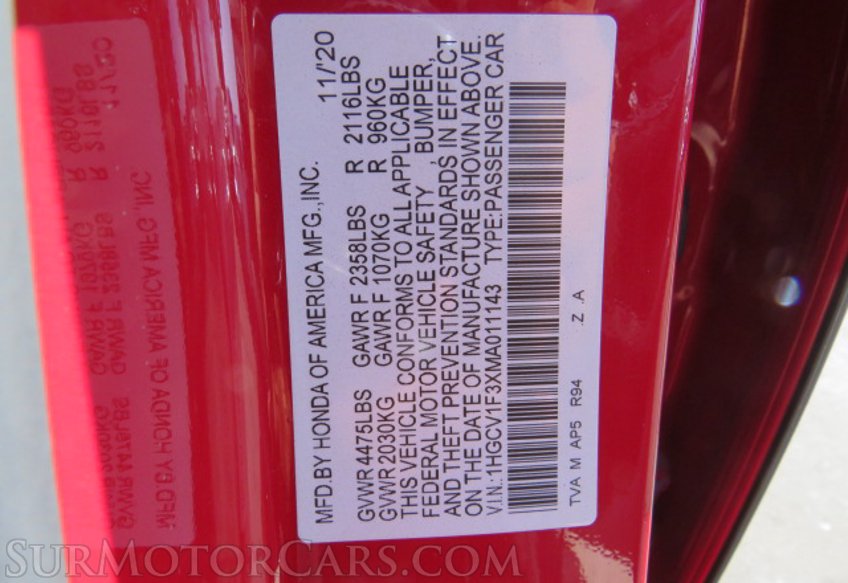 MFD.BY HONDA OF AMERICA MFG.,INC. 11/'20
GVWR 4475LBS GAWR F 2358LBS R 2116LBS
GVWR 2030KG GAWR F 1070KG R 960KG
THIS VEHICLE CONFORMS TO ALL APPLICABLE
FEDERAL MOTOR VEHICLE SAFETY, BUMPER,
AND THEFT PREVENTION STANDARDS IN EFFECT
ON THE DATE OF MANUFACTURE SHOWN ABOVE.
V.I.N.:1HGCV1F3XMA011143 TYPE:PASSENGER CAR
TVA M AP5 R94 .Z .A
SurMotorCars.com